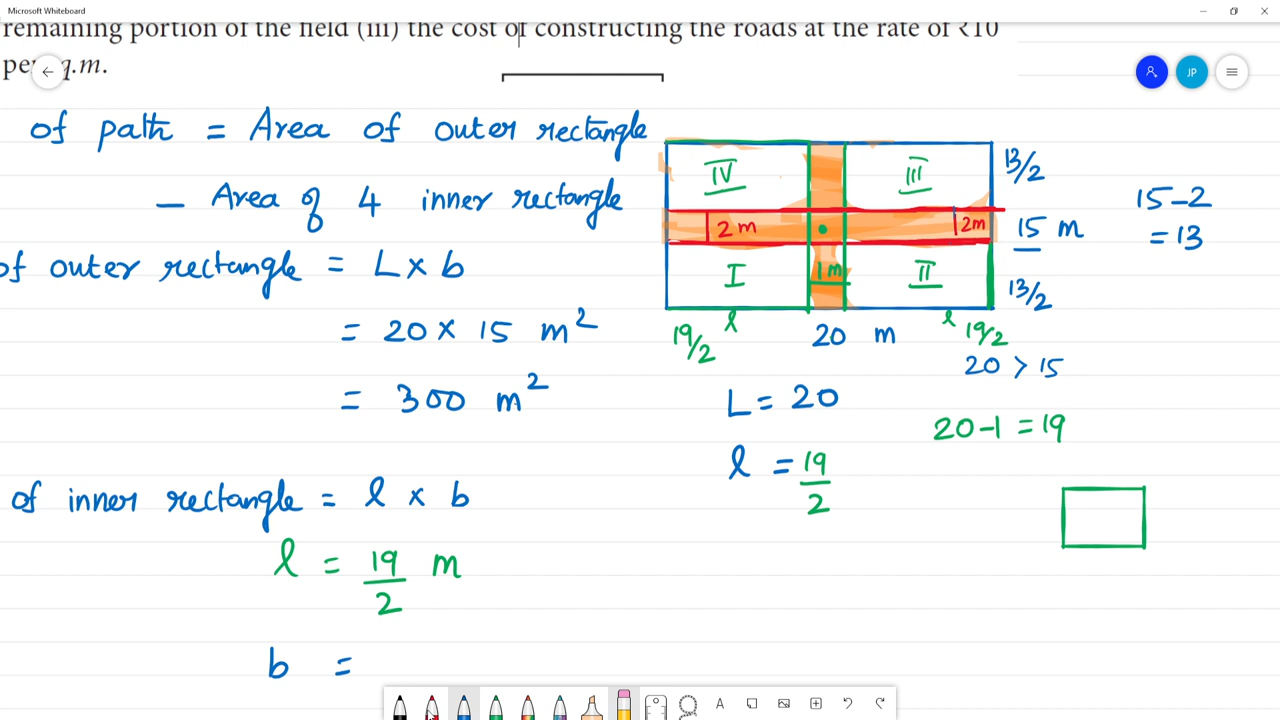 Microsoft Whiteboard
remaining portion of the field (iii) the cost of constructing the roads at the rate of ₹10
per sq.m.
JP
of path = Area of outer rectangle
- Area of 4 inner rectangle
of outer rectangle = L x b
= 20 x 15 m²
= 300 m²
of inner rectangle = l x b
l = 19/2 m
b =
IV
III
13/2
2 m
2m
15 m
I
1 m
II
13/2
19/2
l
20 m
l
19/2
15-2
= 13
20 > 15
L = 20
20-1 = 19
l = 19/2
A